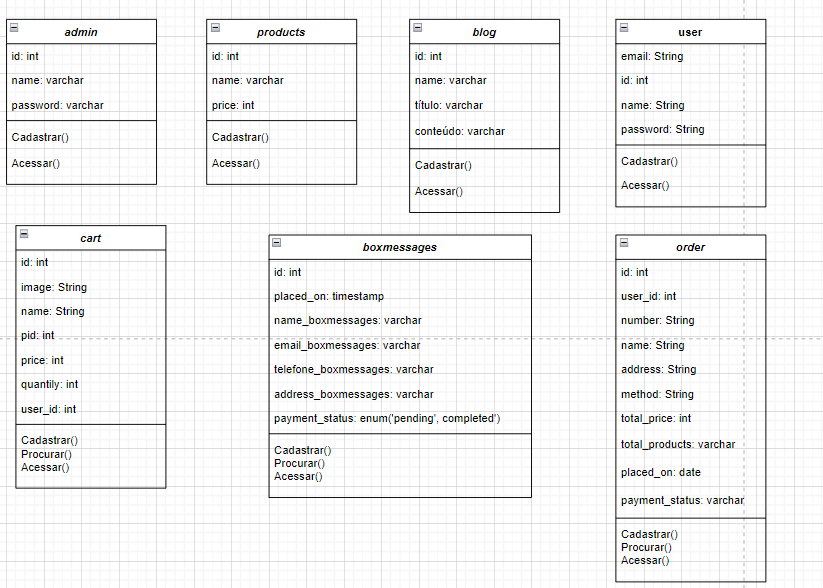 admin
id: int
name: varchar
password: varchar
Cadastrar()
Acessar()
products
id: int
name: varchar
price: int
Cadastrar()
Acessar()
blog
id: int
name: varchar
título: varchar
conteúdo: varchar
Cadastrar()
Acessar()
user
email: String
id: int
name: String
password: String
Cadastrar()
Acessar()
cart
id: int
image: String
name: String
pid: int
price: int
quantily: int
user_id: int
Cadastrar()
Procurar()
Acessar()
boxmessages
id: int
placed_on: timestamp
name_boxmessages: varchar
email_boxmessages: varchar
telefone_boxmessages: varchar
address_boxmessages: varchar
payment_status: enum('pending', completed')
Cadastrar()
Procurar()
Acessar()
order
id: int
user_id: int
number: String
name: String
address: String
method: String
total_price: int
total_products: varchar
placed_on: date
payment_status: varchar
Cadastrar()
Procurar()
Acessar()